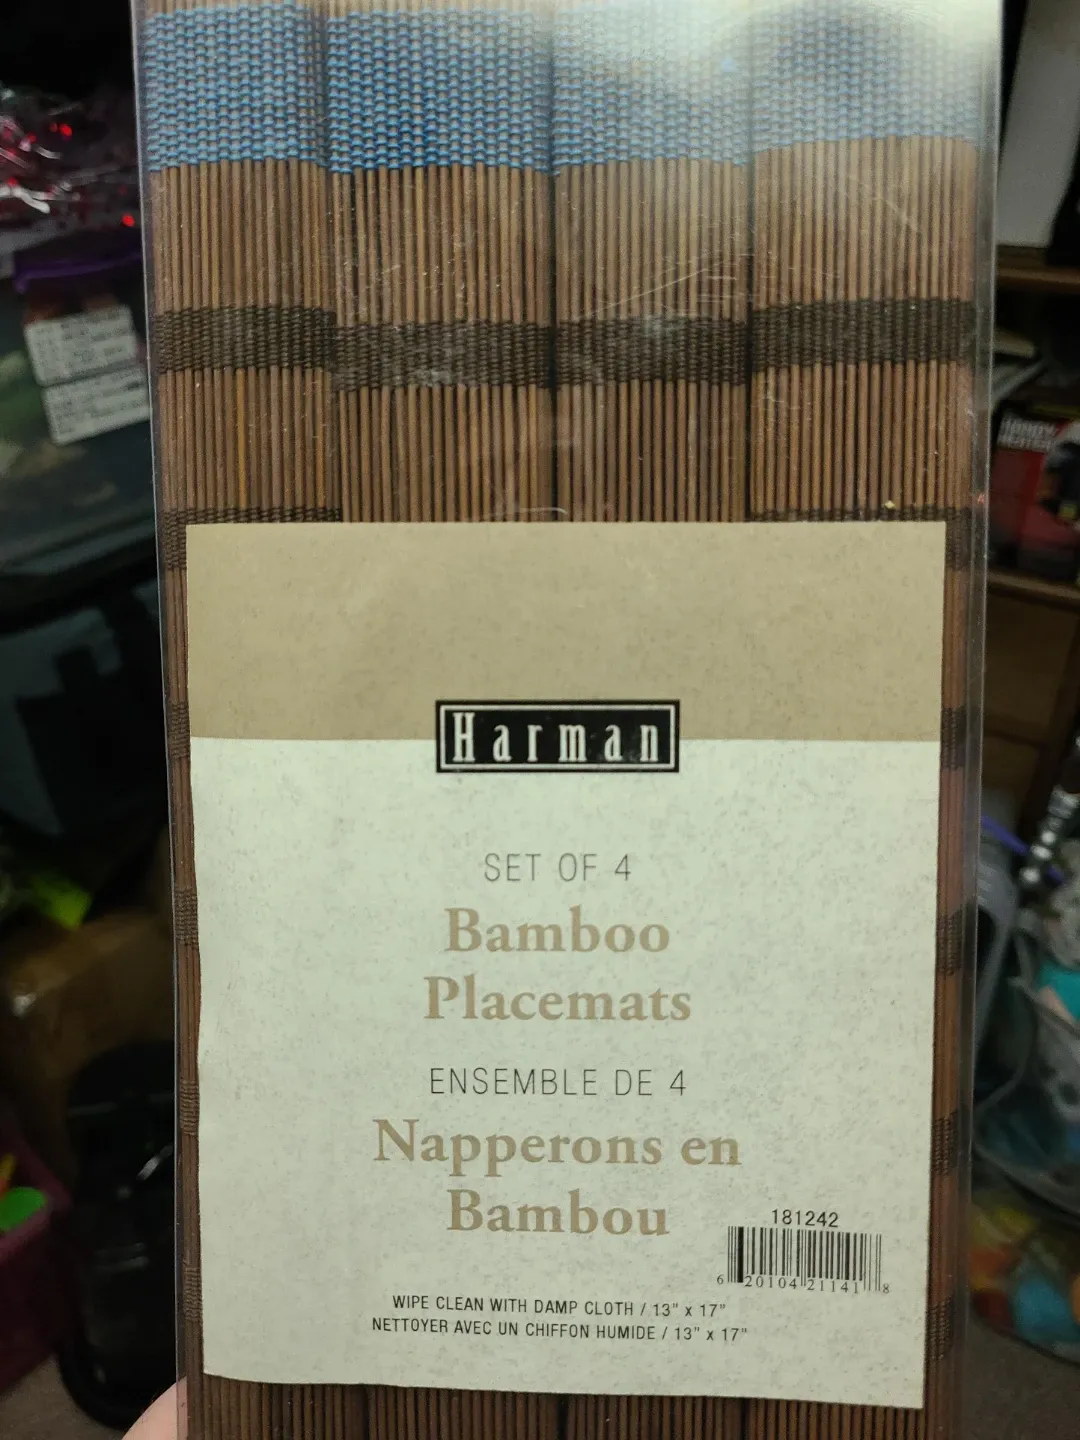 Harman
SET OF 4
Bamboo
Placemats
ENSEMBLE DE 4
Napperons en
Bambou
181242
6 20104 21141 8
WIPE CLEAN WITH DAMP CLOTH / 13" x 17"
NETTOYER AVEC UN CHIFFON HUMIDE / 13" x 17"